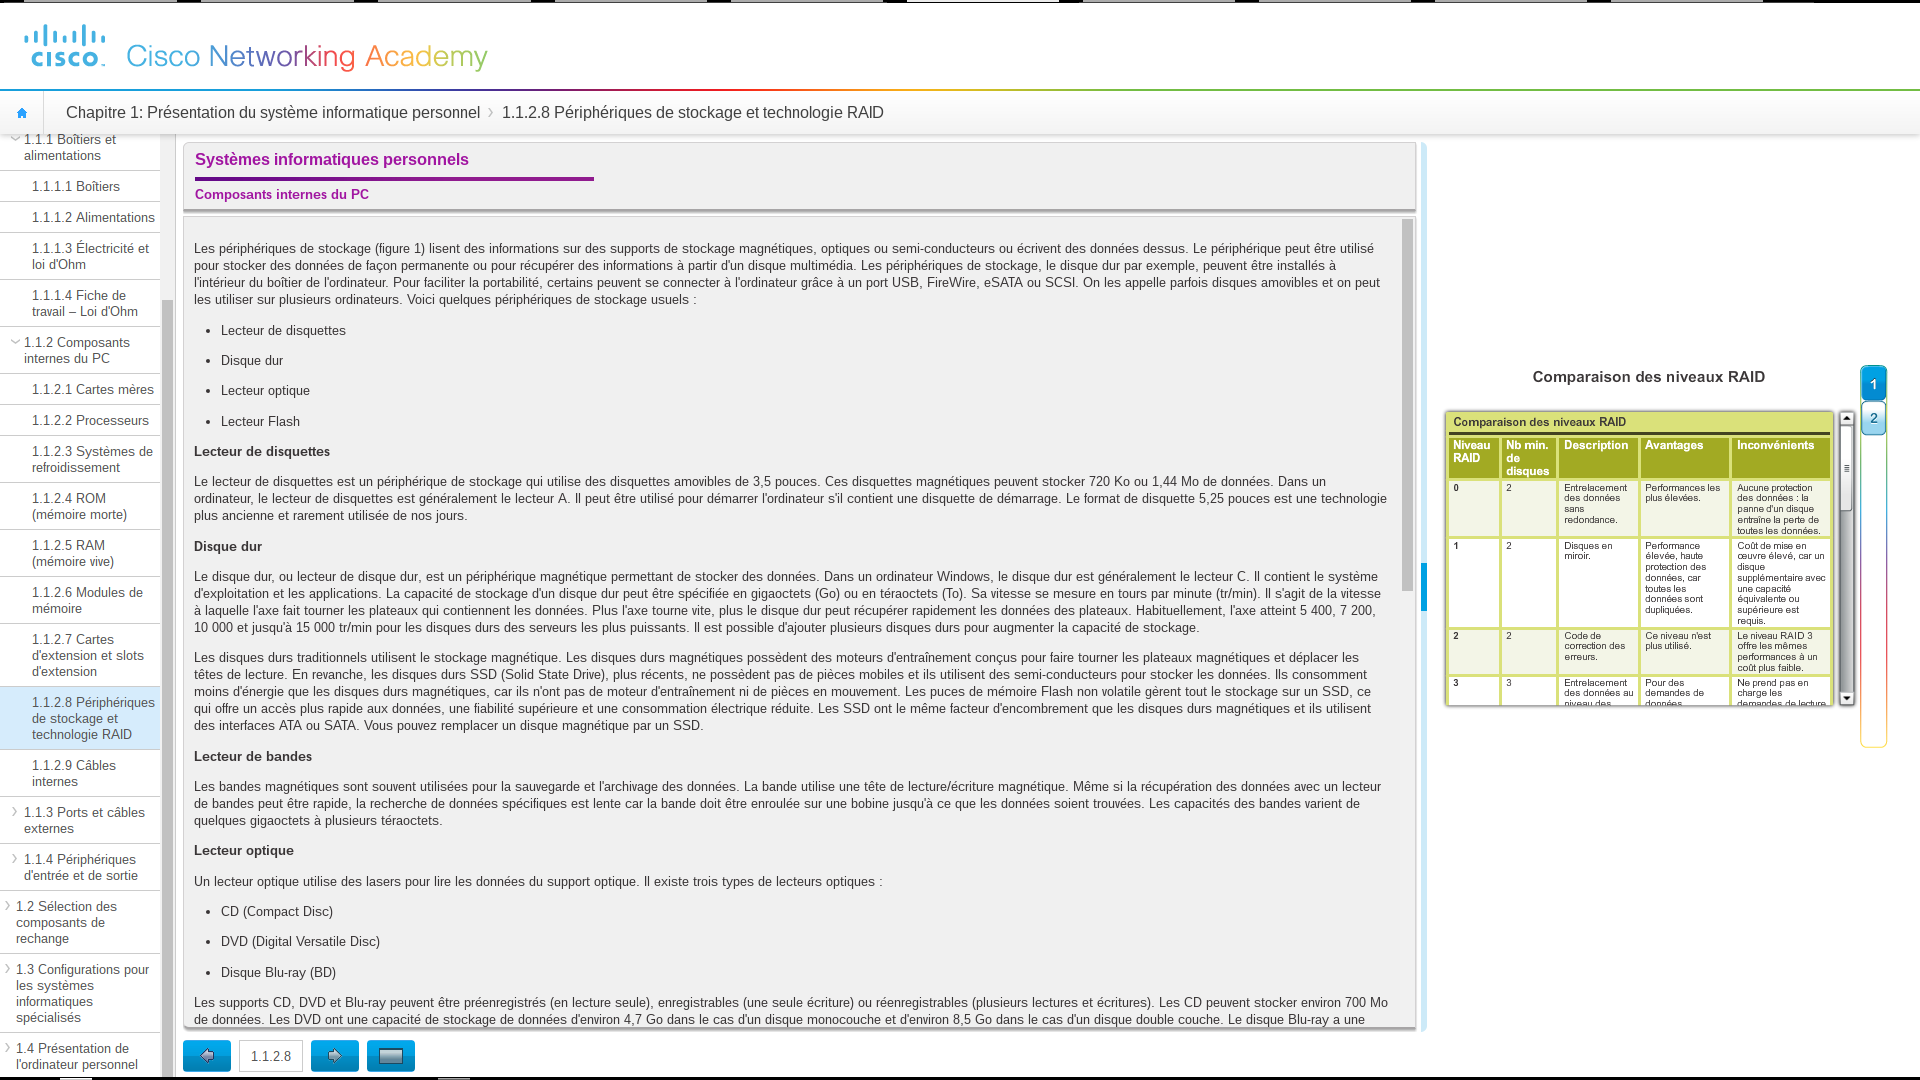 cisco
Cisco Networking Academy
Chapitre 1: Présentation du système informatique personnel
1.1.2.8 Périphériques de stockage et technologie RAID
1.1.1 Boîtiers et
alimentations
1.1.1.1 Boîtiers
1.1.1.2 Alimentations
1.1.1.3 Électricité et
loi d'Ohm
1.1.1.4 Fiche de
travail – Loi d'Ohm
1.1.2 Composants
internes du PC
1.1.2.1 Cartes mères
1.1.2.2 Processeurs
1.1.2.3 Systèmes de
refroidissement
1.1.2.4 ROM
(mémoire morte)
1.1.2.5 RAM
(mémoire vive)
1.1.2.6 Modules de
mémoire
1.1.2.7 Cartes
d'extension et slots
d'extension
1.1.2.8 Périphériques
de stockage et
technologie RAID
1.1.2.9 Câbles
internes
1.1.3 Ports et câbles
externes
1.1.4 Périphériques
d'entrée et de sortie
1.2 Sélection des
composants de
rechange
1.3 Configurations pour
les systèmes
informatiques
spécialisés
1.4 Présentation de
l'ordinateur personnel
Systèmes informatiques personnels
Composants internes du PC
Les périphériques de stockage (figure 1) lisent des informations sur des supports de stockage magnétiques, optiques ou semi-conducteurs ou écrivent des données dessus. Le périphérique peut être utilisé
pour stocker des données de façon permanente ou pour récupérer des informations à partir d'un disque multimédia. Les périphériques de stockage, le disque dur par exemple, peuvent être installés à
l'intérieur du boîtier de l'ordinateur. Pour faciliter la portabilité, certains peuvent se connecter à l'ordinateur grâce à un port USB, FireWire, eSATA ou SCSI. On les appelle parfois disques amovibles et on peut
les utiliser sur plusieurs ordinateurs. Voici quelques périphériques de stockage usuels :
• Lecteur de disquettes
• Disque dur
• Lecteur optique
• Lecteur Flash
Lecteur de disquettes
Le lecteur de disquettes est un périphérique de stockage qui utilise des disquettes amovibles de 3,5 pouces. Ces disquettes magnétiques peuvent stocker 720 Ko ou 1,44 Mo de données. Dans un
ordinateur, le lecteur de disquettes est généralement le lecteur A. Il peut être utilisé pour démarrer l'ordinateur s'il contient une disquette de démarrage. Le format de disquette 5,25 pouces est une technologie
plus ancienne et rarement utilisée de nos jours.
Disque dur
Le disque dur, ou lecteur de disque dur, est un périphérique magnétique permettant de stocker des données. Dans un ordinateur Windows, le disque dur est généralement le lecteur C. Il contient le système
d'exploitation et les applications. La capacité de stockage d'un disque dur peut être spécifiée en gigaoctets (Go) ou en téraoctets (To). Sa vitesse se mesure en tours par minute (tr/min). Il s'agit de la vitesse
à laquelle l'axe fait tourner les plateaux qui contiennent les données. Plus l'axe tourne vite, plus le disque dur peut récupérer rapidement les données des plateaux. Habituellement, l'axe atteint 5 400, 7 200,
10 000 et jusqu'à 15 000 tr/min pour les disques durs des serveurs les plus puissants. Il est possible d'ajouter plusieurs disques durs pour augmenter la capacité de stockage.
Les disques durs traditionnels utilisent le stockage magnétique. Les disques durs magnétiques possèdent des moteurs d'entraînement conçus pour faire tourner les plateaux magnétiques et déplacer les
têtes de lecture. En revanche, les disques durs SSD (Solid State Drive), plus récents, ne possèdent pas de pièces mobiles et ils utilisent des semi-conducteurs pour stocker les données. Ils consomment
moins d'énergie que les disques durs magnétiques, car ils n'ont pas de moteur d'entraînement ni de pièces en mouvement. Les puces de mémoire Flash non volatile gèrent tout le stockage sur un SSD, ce
qui offre un accès plus rapide aux données, une fiabilité supérieure et une consommation électrique réduite. Les SSD ont le même facteur d'encombrement que les disques durs magnétiques et ils utilisent
des interfaces ATA ou SATA. Vous pouvez remplacer un disque magnétique par un SSD.
Lecteur de bandes
Les bandes magnétiques sont souvent utilisées pour la sauvegarde et l'archivage des données. La bande utilise une tête de lecture/écriture magnétique. Même si la récupération des données avec un lecteur
de bandes peut être rapide, la recherche de données spécifiques est lente car la bande doit être enroulée sur une bobine jusqu'à ce que les données soient trouvées. Les capacités des bandes varient de
quelques gigaoctets à plusieurs téraoctets.
Lecteur optique
Un lecteur optique utilise des lasers pour lire les données du support optique. Il existe trois types de lecteurs optiques :
• CD (Compact Disc)
• DVD (Digital Versatile Disc)
• Disque Blu-ray (BD)
Les supports CD, DVD et Blu-ray peuvent être préenregistrés (en lecture seule), enregistrables (une seule écriture) ou réenregistrables (plusieurs lectures et écritures). Les CD peuvent stocker environ 700 Mo
de données. Les DVD ont une capacité de stockage de données d'environ 4,7 Go dans le cas d'un disque monocouche et d'environ 8,5 Go dans le cas d'un disque double couche. Le disque Blu-ray a une
1.1.2.8
Comparaison des niveaux RAID
1
2
Comparaison des niveaux RAID
Niveau RAID | Nb min. de disques | Description | Avantages | Inconvénients
0 | 2 | Entrelacement des données sans redondance. | Performances les plus élevées. | Aucune protection des données : la panne d'un disque entraîne la perte de toutes les données.
1 | 2 | Disques en miroir. | Performance élevée, haute protection des données, car toutes les données sont dupliquées. | Coût de mise en œuvre élevé, car un disque supplémentaire avec une capacité équivalente ou supérieure est requis.
2 | 2 | Code de correction des erreurs. | Ce niveau n'est plus utilisé. | Le niveau RAID 3 offre les mêmes performances à un coût plus faible.
3 | 3 | Entrelacement des données au niveau des | Pour des demandes de données | Ne prend pas en charge les demandes de lecture